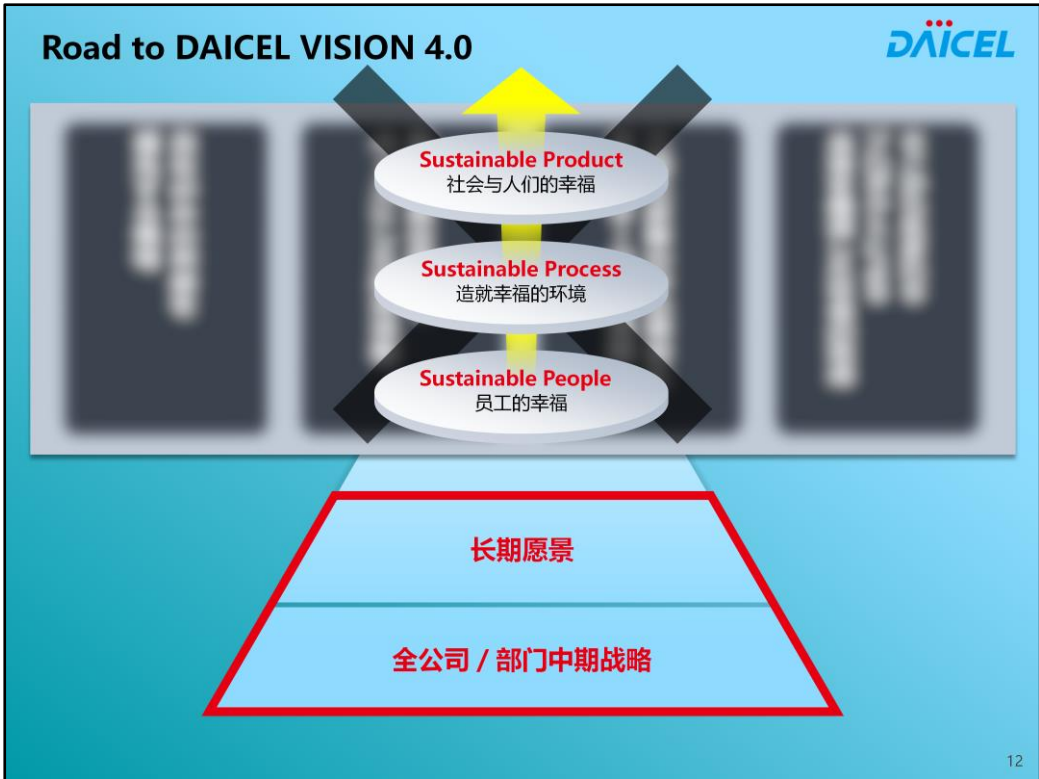 Road to DAICEL VISION 4.0
DAICEL
Sustainable Product
社会与人们的幸福
Sustainable Process
造就幸福的环境
Sustainable People
员工的幸福
长期愿景
全公司 / 部门中期战略
12